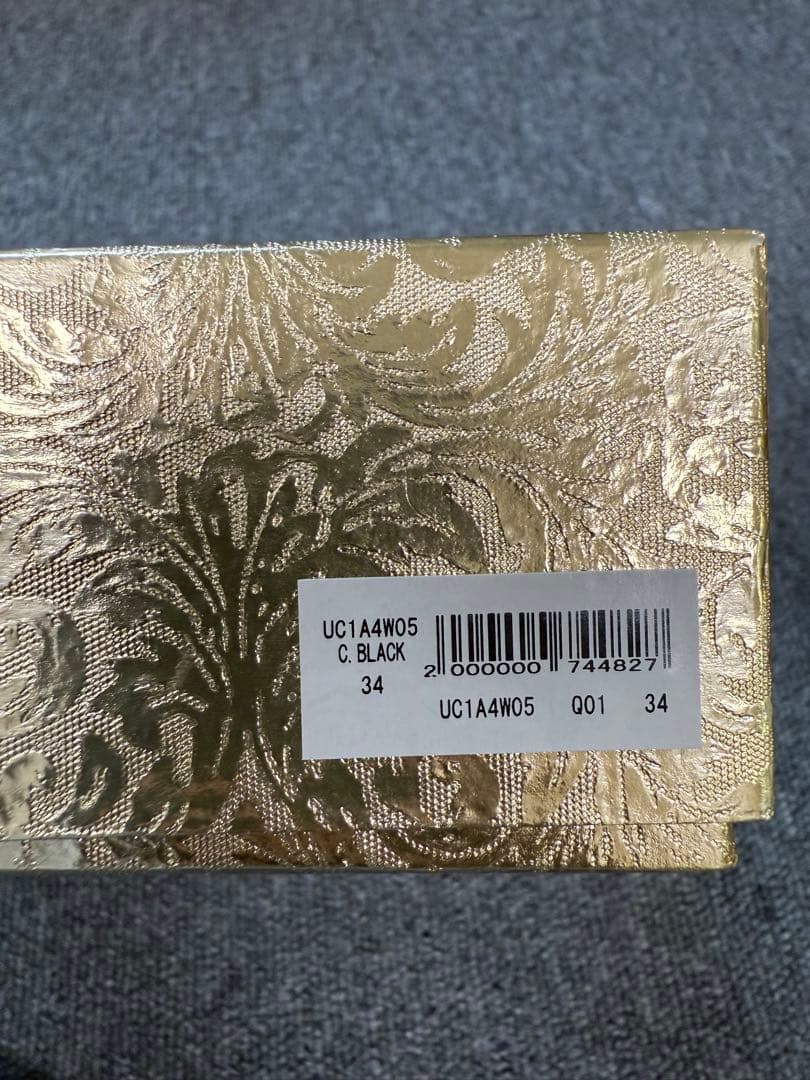 UC1A4W05
C. BLACK
34
2 000000 744827
UC1A4W05 Q01 34